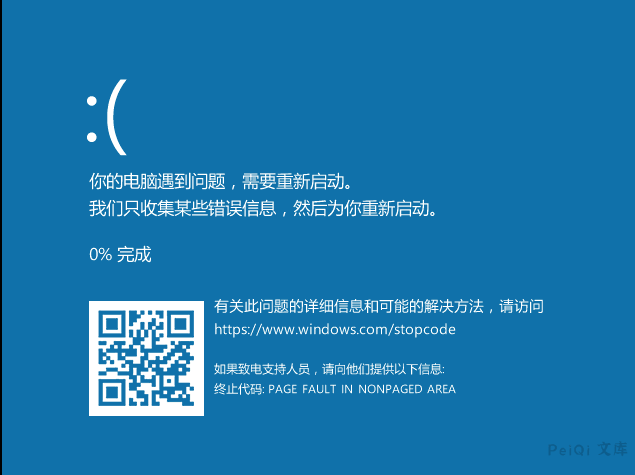 :(
你的电脑遇到问题，需要重新启动。
我们只收集某些错误信息，然后为你重新启动。
0% 完成
有关此问题的详细信息和可能的解决方法，请访问
https://www.windows.com/stopcode
如果致电支持人员，请向他们提供以下信息:
终止代码: PAGE FAULT IN NONPAGED AREA
PeiQi 文库